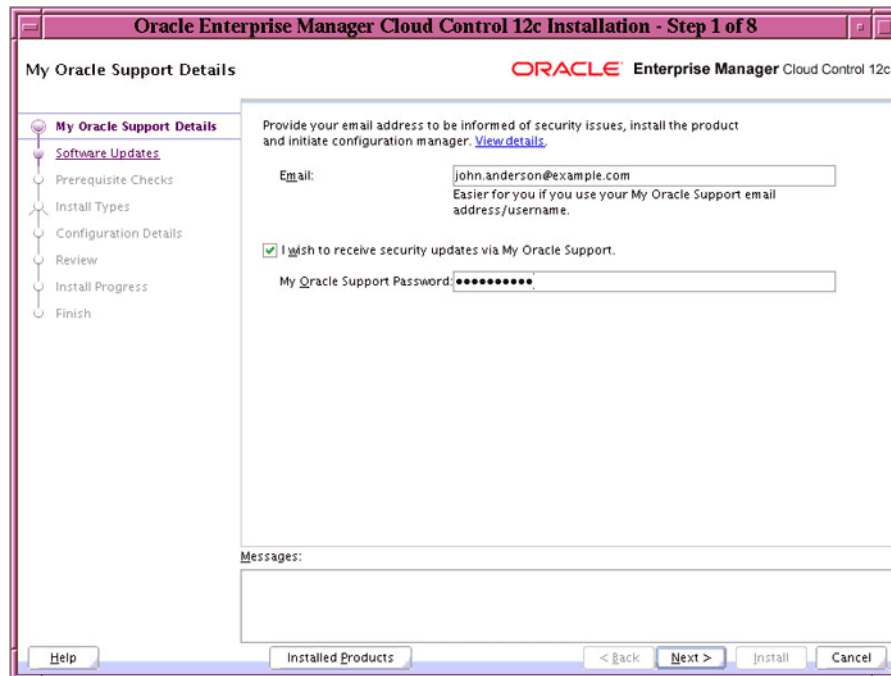 Oracle Enterprise Manager Cloud Control 12c Installation - Step 1 of 8
My Oracle Support Details
ORACLE Enterprise Manager Cloud Control 12c
My Oracle Support Details
Software Updates
Prerequisite Checks
Install Types
Configuration Details
Review
Install Progress
Finish
Provide your email address to be informed of security issues, install the product
and initiate configuration manager. View details.
Email: john.anderson@example.com
Easier for you if you use your My Oracle Support email
address/username.
I wish to receive security updates via My Oracle Support.
My Oracle Support Password: ••••••••••
Messages:
Help Installed Products < Back Next > Install Cancel